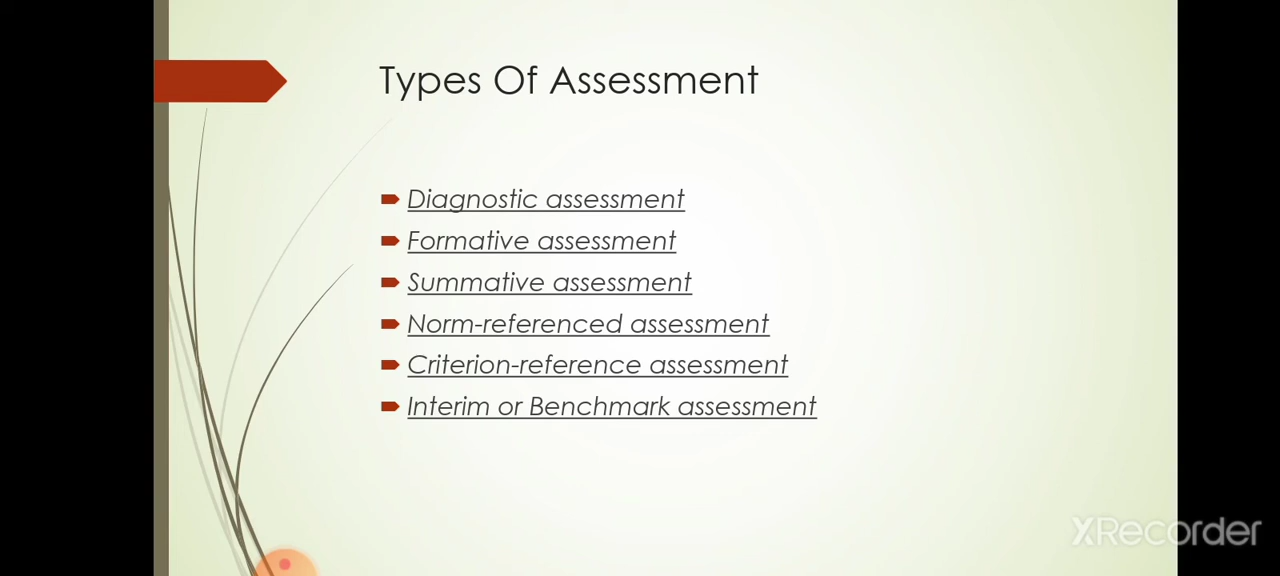 Types Of Assessment
Diagnostic assessment
Formative assessment
Summative assessment
Norm-referenced assessment
Criterion-reference assessment
Interim or Benchmark assessment
XRecorder